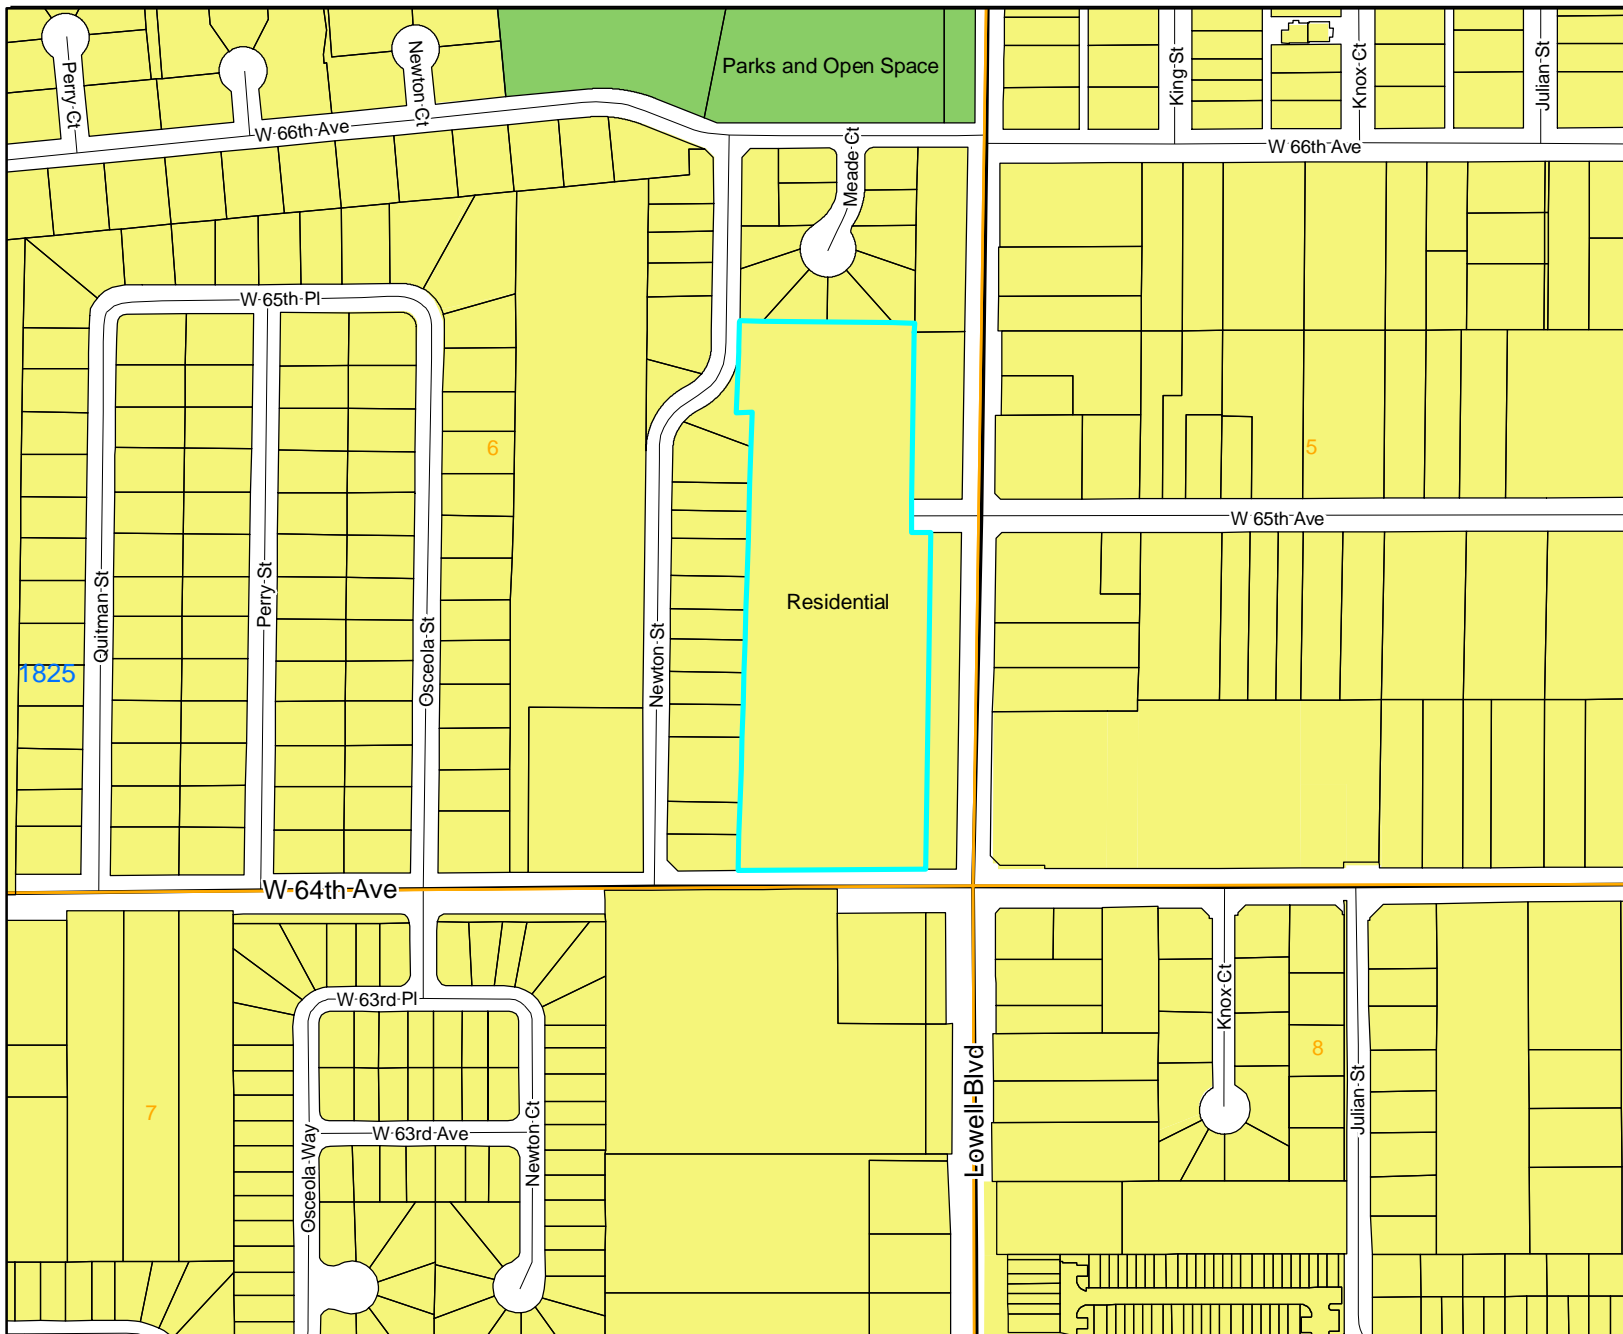 Perry Ct
Newton Ct
Parks and Open Space
King St
Knox Ct
Julian St
W 66th Ave
Meade Ct
W 66th Ave
W 65th Pl
6
5
W 65th Ave
Quitman St
Perry St
Osceola St
Newton St
Residential
1825
W 64th Ave
W 63rd Pl
Knox Ct
Lowell Blvd
8
Julian St
7
Osceola Way
W 63rd Ave
Newton Ct